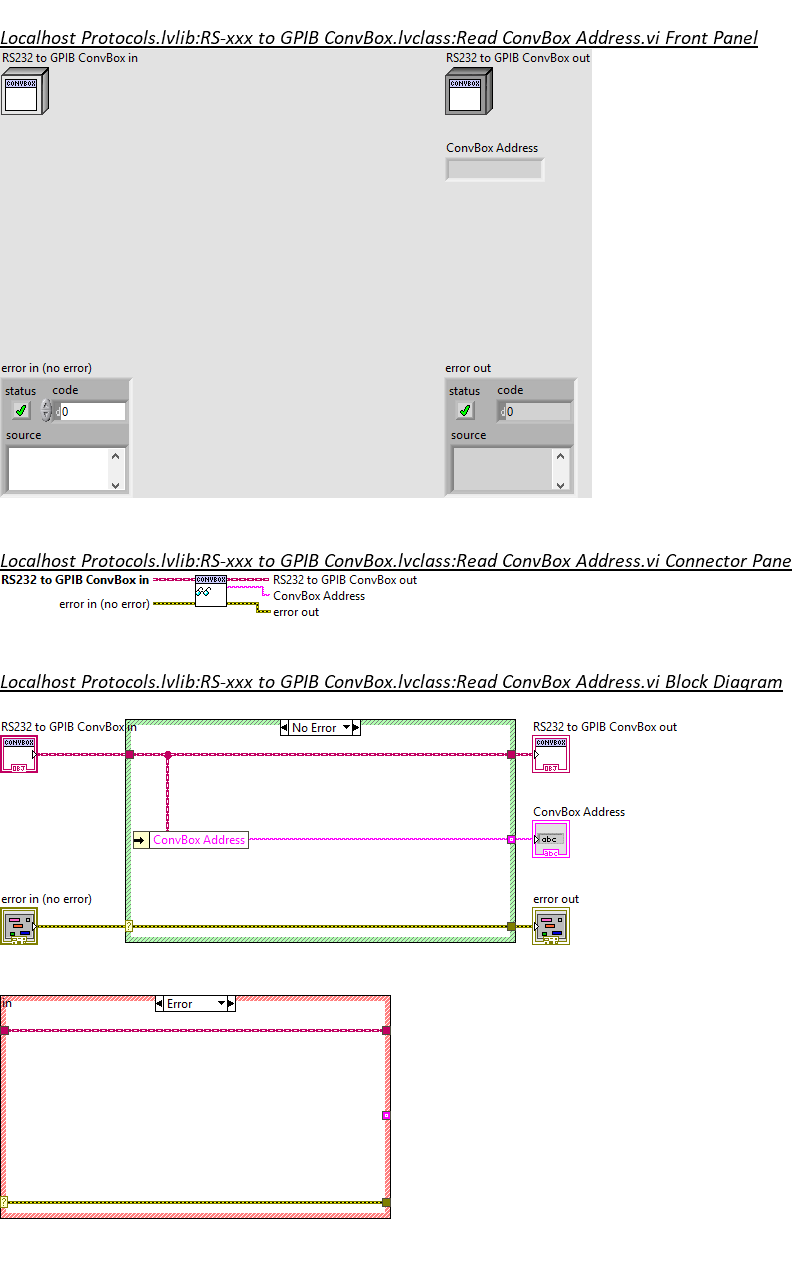 Localhost Protocols.lvlib:RS-xxx to GPIB ConvBox.lvclass:Read ConvBox Address.vi Front Panel
RS232 to GPIB ConvBox in
RS232 to GPIB ConvBox out
CONVBOX
CONVBOX
ConvBox Address
error in (no error)
error out
status code
status code
d 0
d 0
source
source
Localhost Protocols.lvlib:RS-xxx to GPIB ConvBox.lvclass:Read ConvBox Address.vi Connector Pane
RS232 to GPIB ConvBox in
CONVBOX
RS232 to GPIB ConvBox out
ConvBox Address
error in (no error)
error out
Localhost Protocols.lvlib:RS-xxx to GPIB ConvBox.lvclass:Read ConvBox Address.vi Block Diagram
RS232 to GPIB ConvBox in
No Error
RS232 to GPIB ConvBox out
CONVBOX
OBJ
CONVBOX
OBJ
ConvBox Address
ConvBox Address
abc
abc
error in (no error)
error out
?
in
Error
?